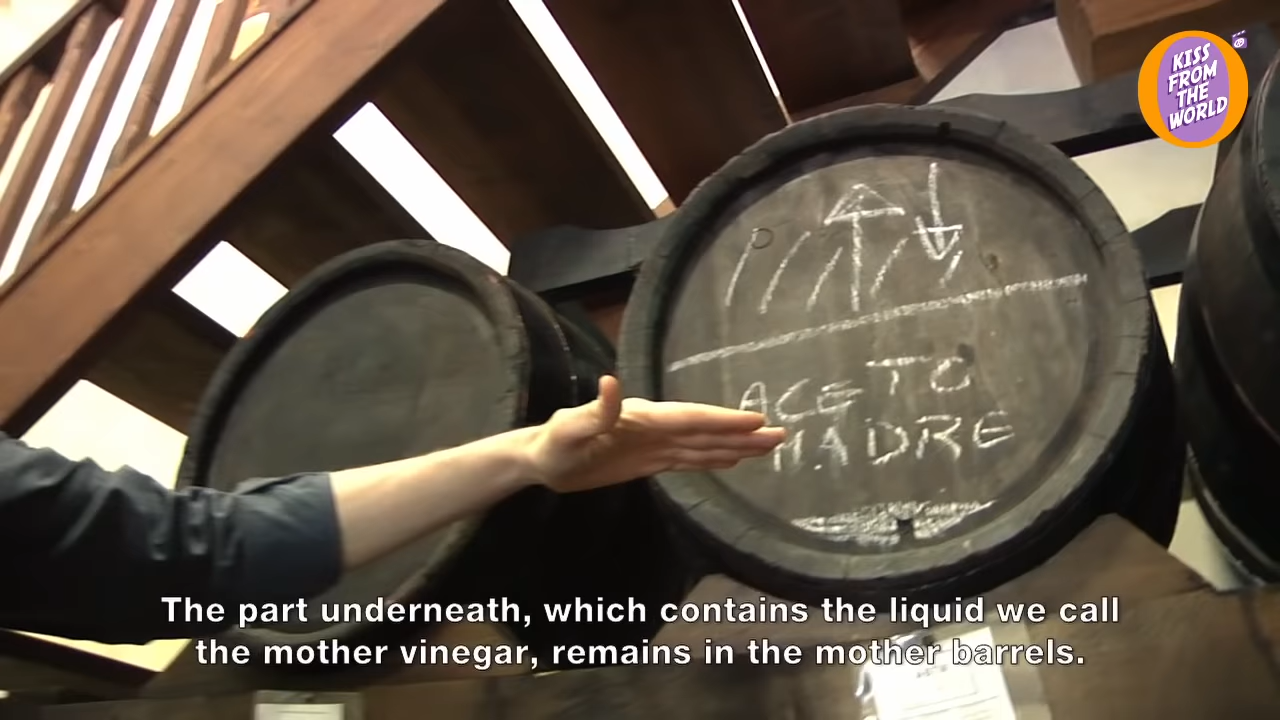 KISS
FROM
THE
WORLD
ACETO
MADRE
The part underneath, which contains the liquid we call
the mother vinegar, remains in the mother barrels.